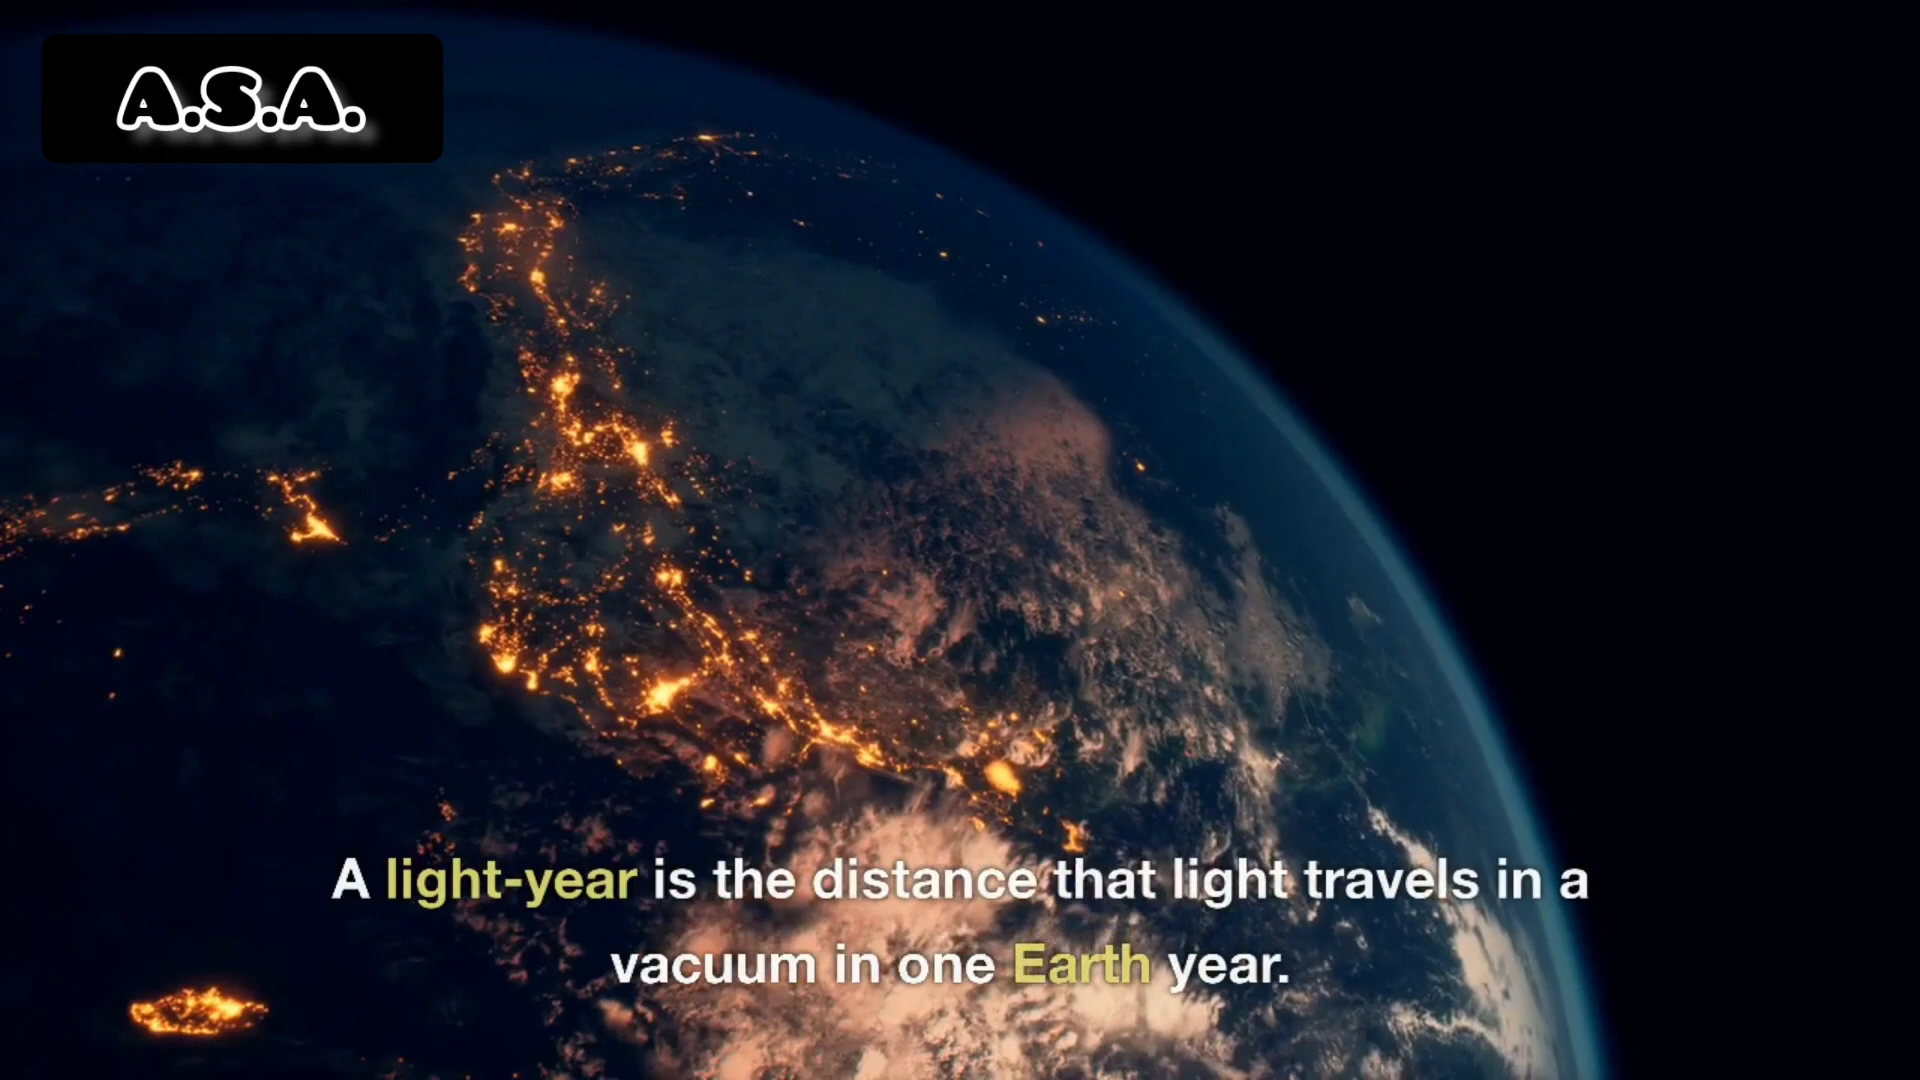 A.S.A.
A light-year is the distance that light travels in a
vacuum in one Earth year.